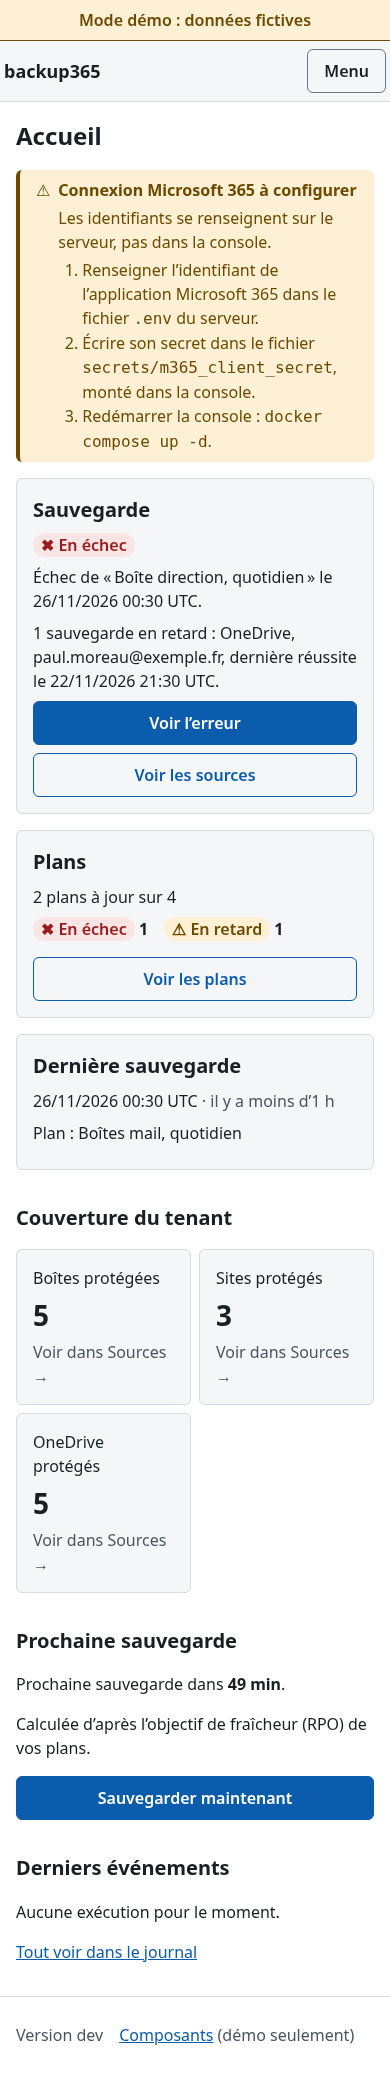 Mode démo : données fictives
backup365
Menu
Accueil
⚠ Connexion Microsoft 365 à configurer
Les identifiants se renseignent sur le
serveur, pas dans la console.
1. Renseigner l’identifiant de
l’application Microsoft 365 dans le
fichier .env du serveur.
2. Écrire son secret dans le fichier
secrets/m365_client_secret,
monté dans la console.
3. Redémarrer la console : docker
compose up -d.
Sauvegarde
✖ En échec
Échec de « Boîte direction, quotidien » le
26/11/2026 00:30 UTC.
1 sauvegarde en retard : OneDrive,
paul.moreau@exemple.fr, dernière réussite
le 22/11/2026 21:30 UTC.
Voir l’erreur
Voir les sources
Plans
2 plans à jour sur 4
✖ En échec 1 ⚠ En retard 1
Voir les plans
Dernière sauvegarde
26/11/2026 00:30 UTC · il y a moins d’1 h
Plan : Boîtes mail, quotidien
Couverture du tenant
Boîtes protégées
5
Voir dans Sources
→
Sites protégés
3
Voir dans Sources
→
OneDrive
protégés
5
Voir dans Sources
→
Prochaine sauvegarde
Prochaine sauvegarde dans 49 min.
Calculée d’après l’objectif de fraîcheur (RPO) de
vos plans.
Sauvegarder maintenant
Derniers événements
Aucune exécution pour le moment.
Tout voir dans le journal
Version dev Composants (démo seulement)